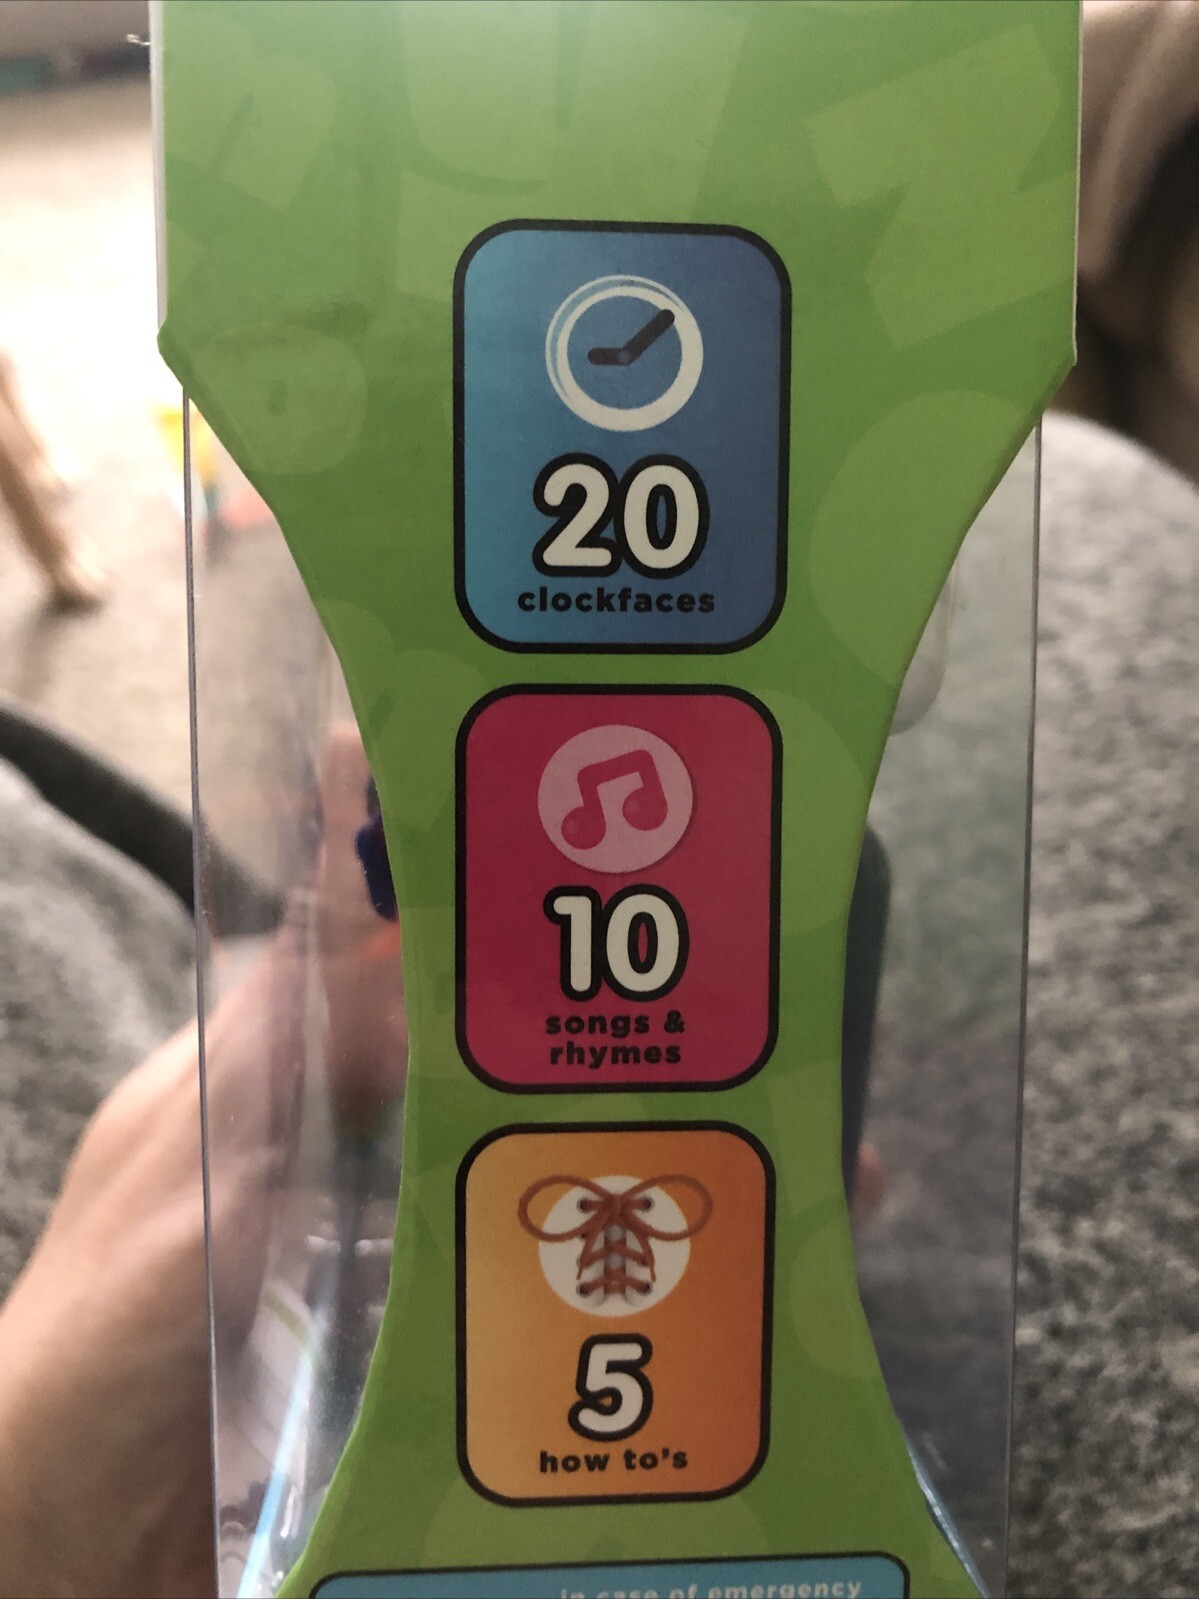 20
clockfaces
10
songs &
rhymes
5
how to's
in case of emergency